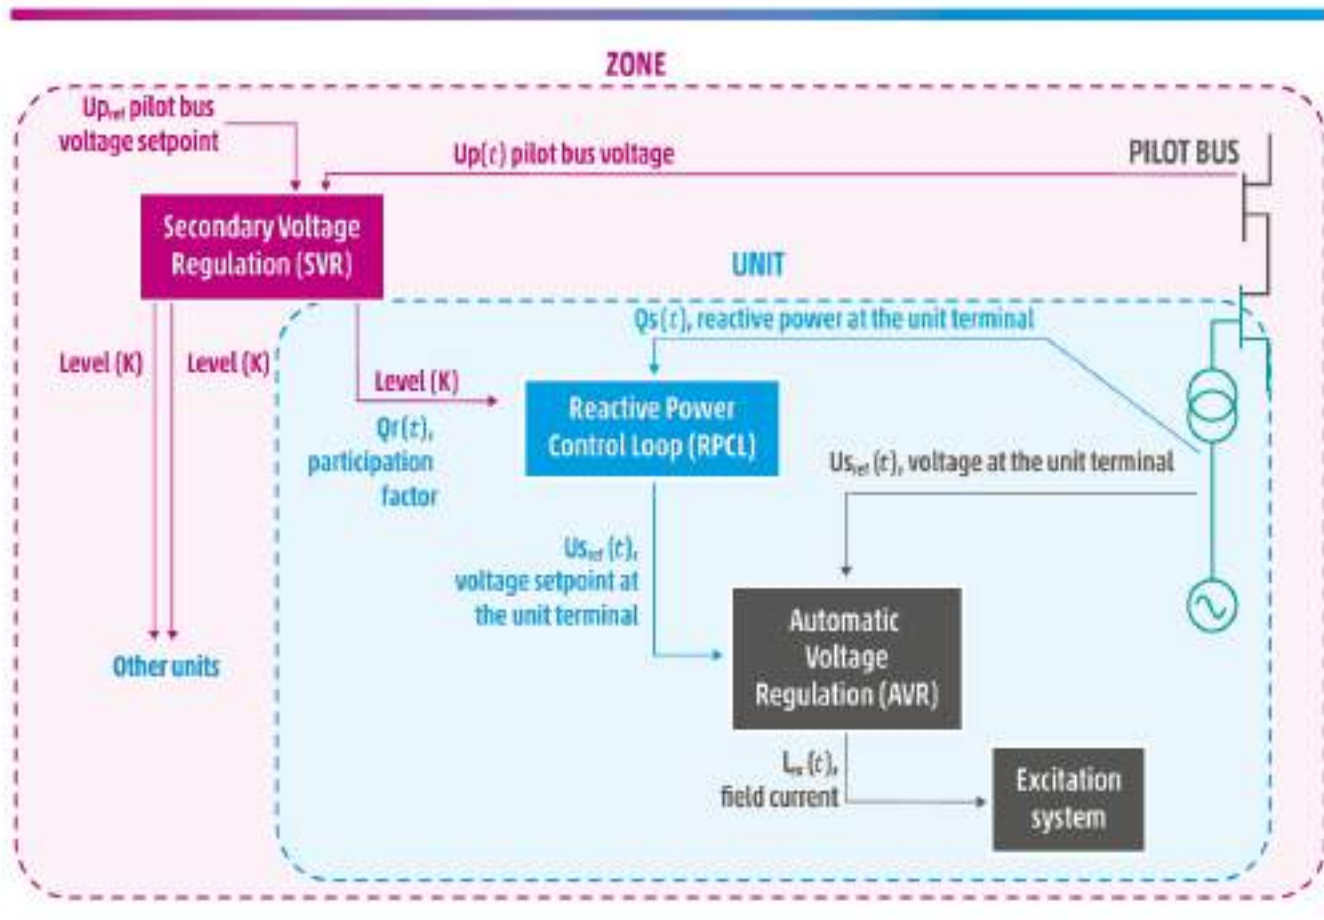 ZONE
Up_ref pilot bus
voltage setpoint
Up(t) pilot bus voltage
PILOT BUS
Secondary Voltage
Regulation (SVR)
UNIT
Qs(t), reactive power at the unit terminal
Level (K)
Level (K)
Level (K)
Qr(t),
participation
factor
Reactive Power
Control Loop (RPCL)
Us_ref (t), voltage at the unit terminal
Us_ref (t),
voltage setpoint at
the unit terminal
Automatic
Voltage
Regulation (AVR)
Other units
(t),
field current
Excitation
system